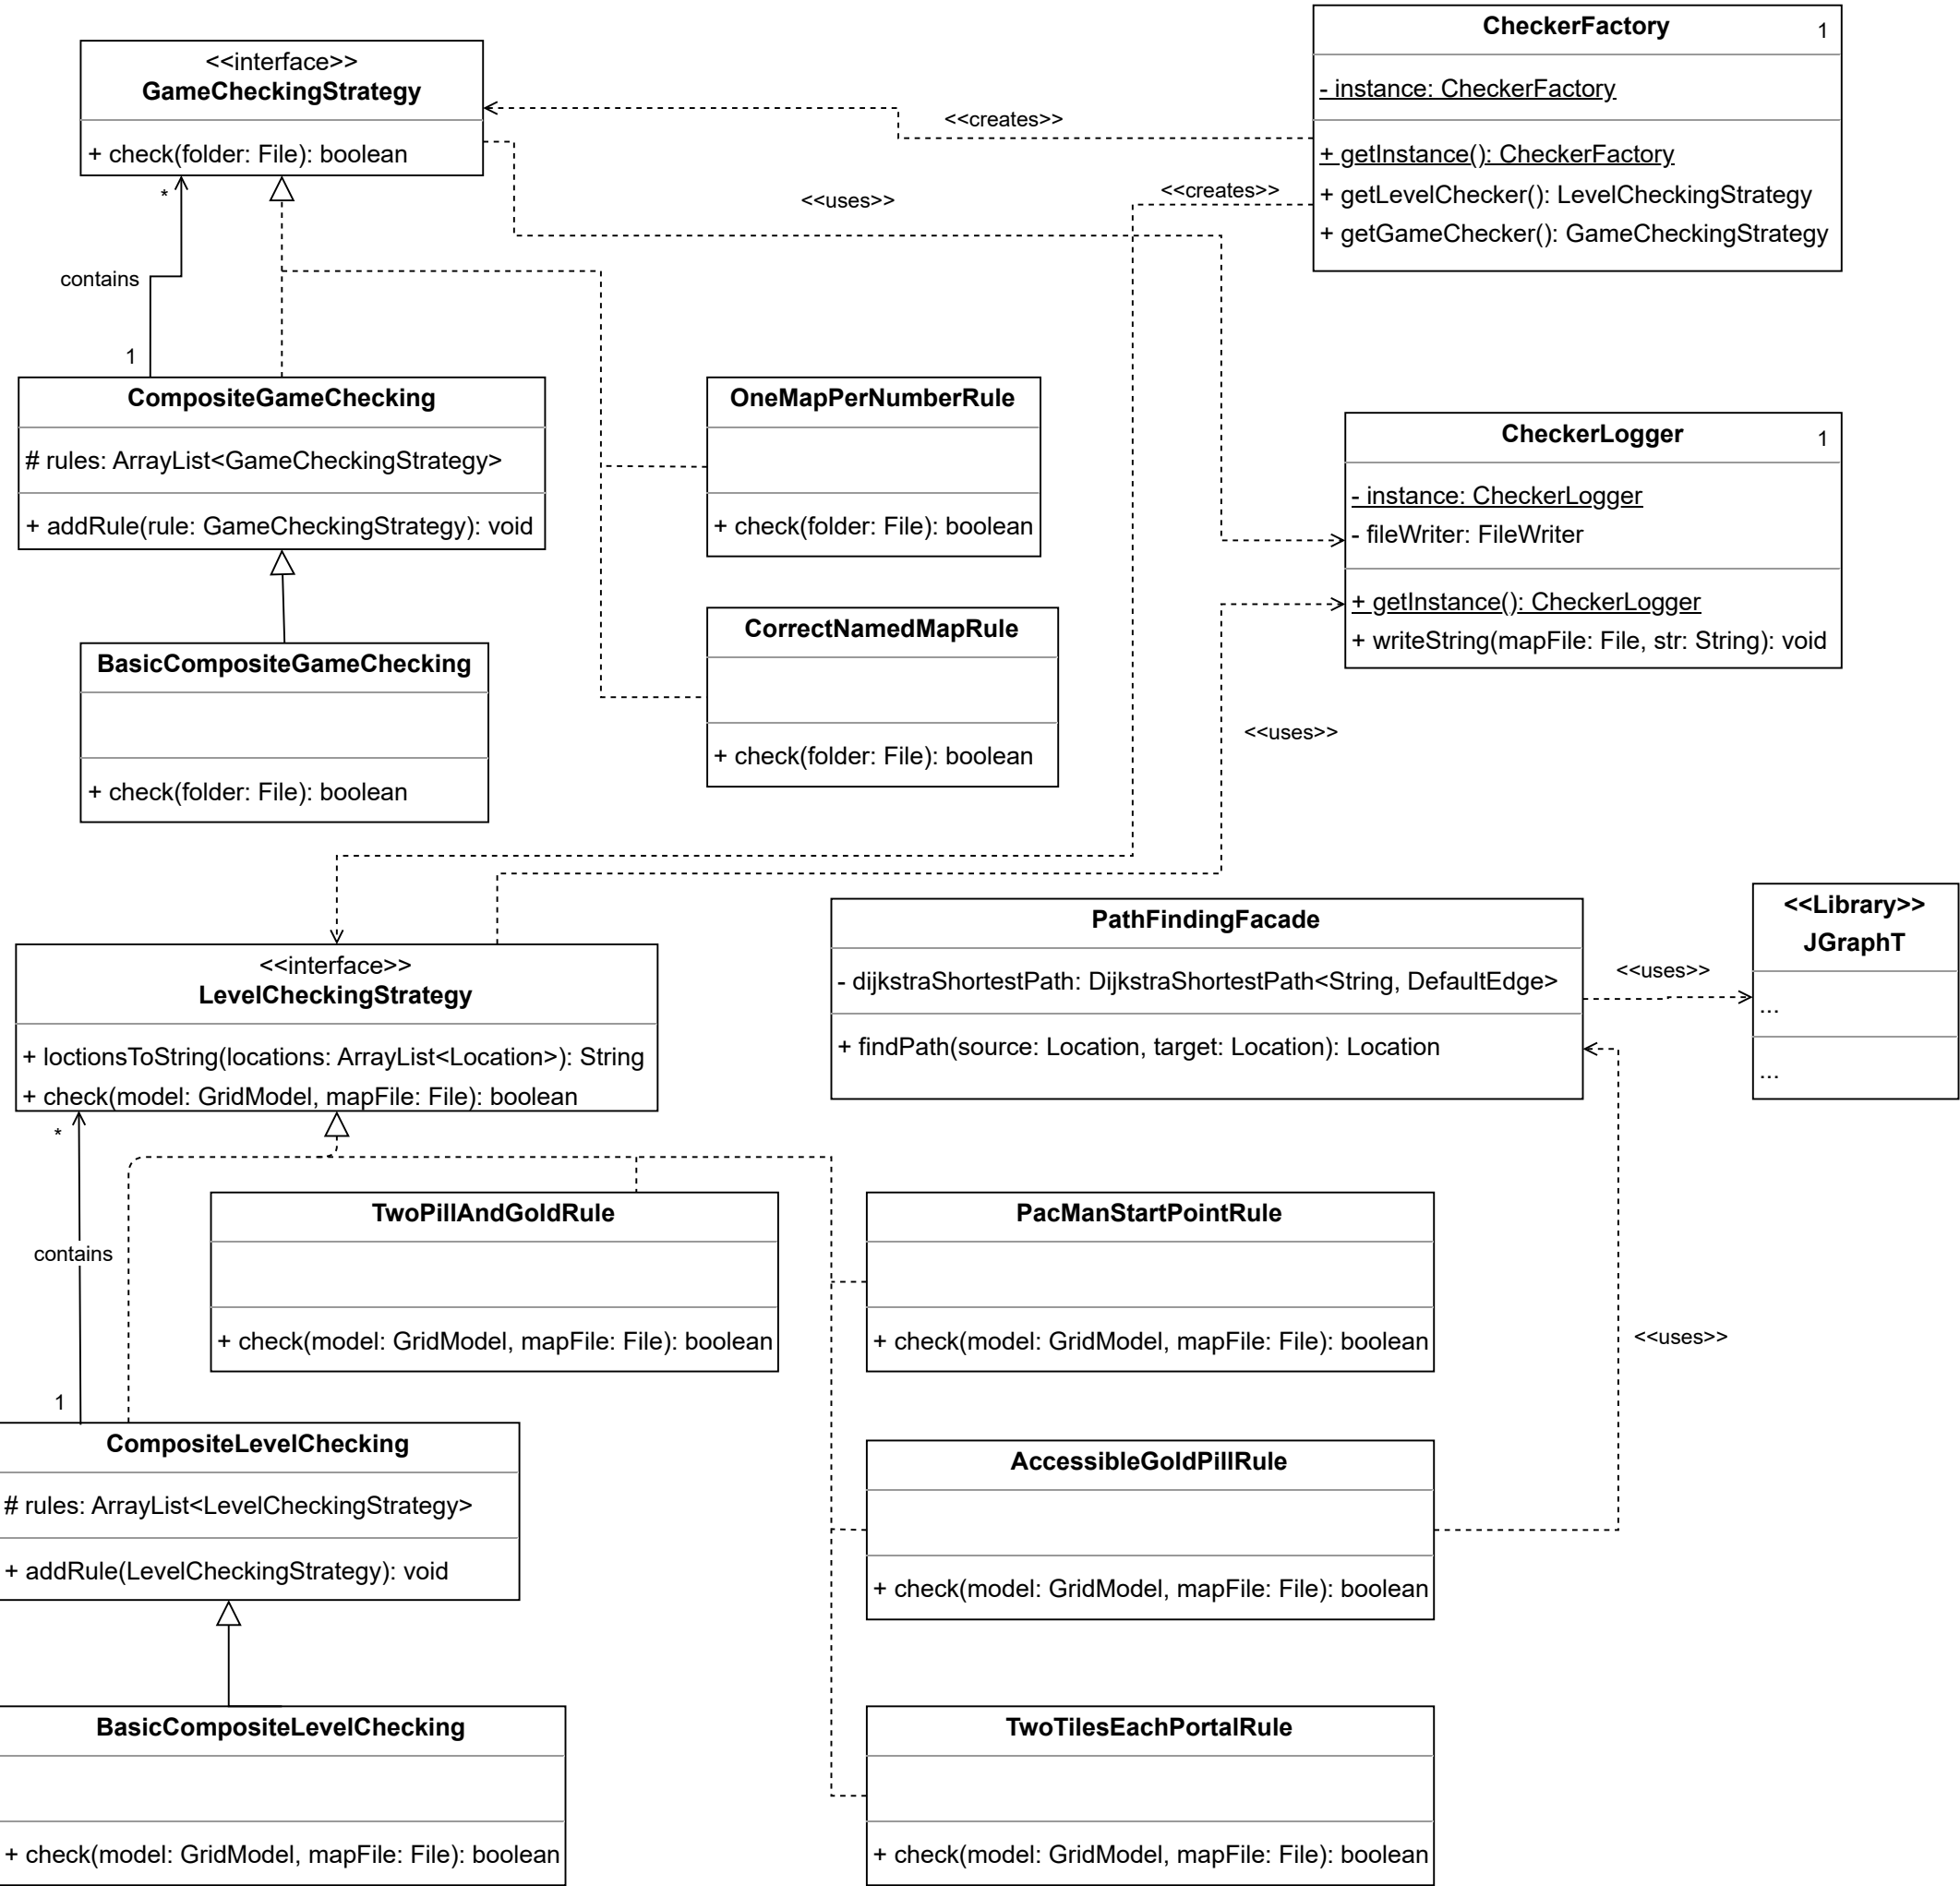 <<interface>>
GameCheckingStrategy
+ check(folder: File): boolean
CheckerFactory
1
- instance: CheckerFactory
+ getInstance(): CheckerFactory
+ getLevelChecker(): LevelCheckingStrategy
+ getGameChecker(): GameCheckingStrategy
<<creates>>
<<creates>>
<<uses>>
*
contains
1
CompositeGameChecking
# rules: ArrayList<GameCheckingStrategy>
+ addRule(rule: GameCheckingStrategy): void
OneMapPerNumberRule
+ check(folder: File): boolean
CheckerLogger
1
- instance: CheckerLogger
- fileWriter: FileWriter
+ getInstance(): CheckerLogger
+ writeString(mapFile: File, str: String): void
BasicCompositeGameChecking
+ check(folder: File): boolean
CorrectNamedMapRule
+ check(folder: File): boolean
<<uses>>
<<interface>>
LevelCheckingStrategy
+ loctionsToString(locations: ArrayList<Location>): String
+ check(model: GridModel, mapFile: File): boolean
PathFindingFacade
- dijkstraShortestPath: DijkstraShortestPath<String, DefaultEdge>
+ findPath(source: Location, target: Location): Location
<<uses>>
<<Library>>
JGraphT
...
...
*
contains
1
TwoPillAndGoldRule
+ check(model: GridModel, mapFile: File): boolean
PacManStartPointRule
+ check(model: GridModel, mapFile: File): boolean
<<uses>>
CompositeLevelChecking
# rules: ArrayList<LevelCheckingStrategy>
+ addRule(LevelCheckingStrategy): void
AccessibleGoldPillRule
+ check(model: GridModel, mapFile: File): boolean
BasicCompositeLevelChecking
+ check(model: GridModel, mapFile: File): boolean
TwoTilesEachPortalRule
+ check(model: GridModel, mapFile: File): boolean